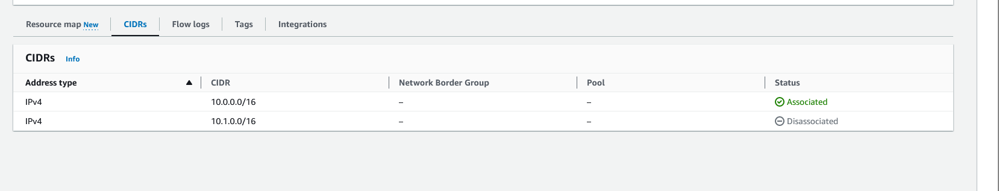 Resource map New CIDRs Flow logs Tags Integrations
CIDRs Info
Address type CIDR Network Border Group Pool Status
IPv4 10.0.0.0/16 – – Associated
IPv4 10.1.0.0/16 – – Disassociated